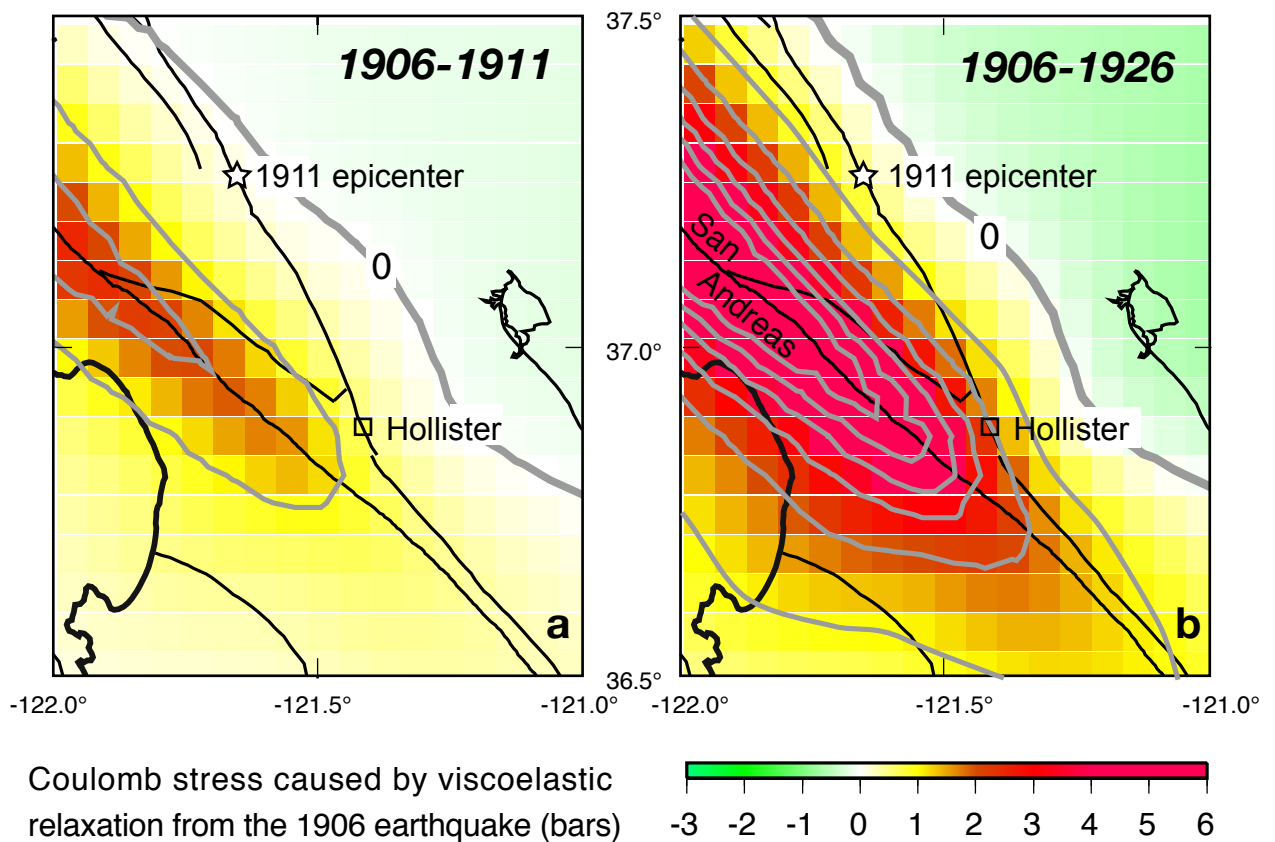 1906-1911
1911 epicenter
0
Hollister
a
1906-1926
1911 epicenter
0
San
Andreas
Hollister
b
37.5°
37.0°
36.5°
-122.0° -121.5° -121.0°
-122.0° -121.5° -121.0°
Coulomb stress caused by viscoelastic
relaxation from the 1906 earthquake (bars)
-3 -2 -1 0 1 2 3 4 5 6